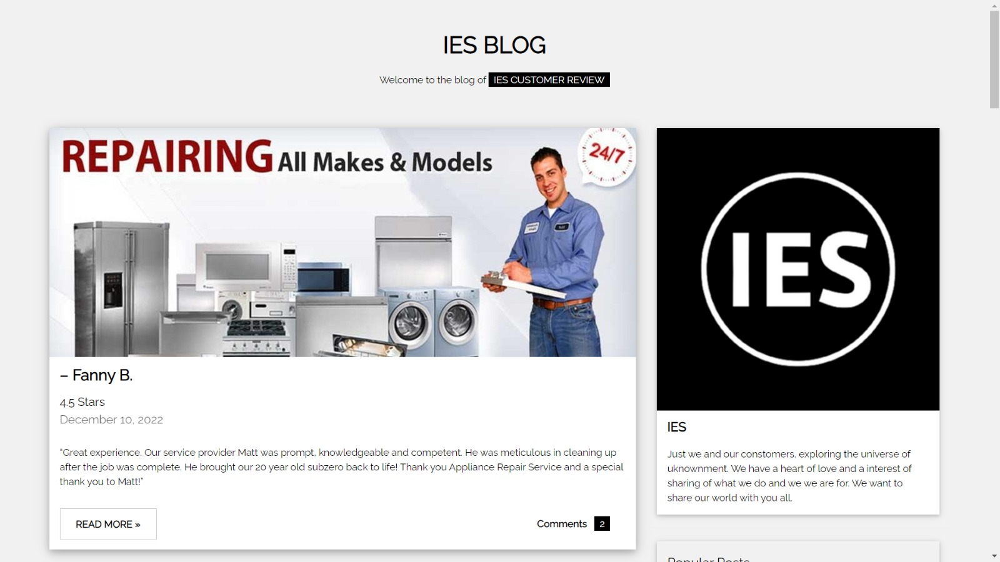 IES BLOG
Welcome to the blog of IES CUSTOMER REVIEW
REPAIRING All Makes & Models
24/7
IES
– Fanny B.
4.5 Stars
December 10, 2022
“Great experience. Our service provider Matt was prompt, knowledgeable and competent. He was meticulous in cleaning up
after the job was complete. He brought our 20 year old subzero back to life! Thank you Appliance Repair Service and a special
thank you to Matt!”
READ MORE »
Comments 2
IES
Just we and our constomers, exploring the universe of
uknownment. We have a heart of love and a interest of
sharing of what we do and we we are for. We want to
share our world with you all.
Popular Posts